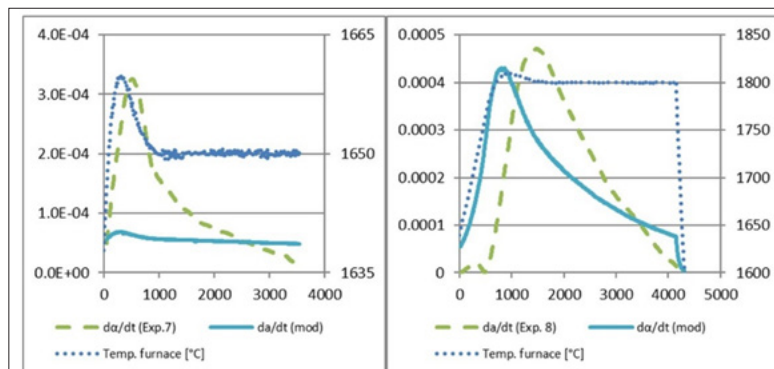 4.0E-04
3.0E-04
2.0E-04
1.0E-04
0.0E+00
1665
1650
1635
0 1000 2000 3000 4000
dα/dt (Exp.7) da/dt (mod)
Temp. furnace [°C]
0.0005
0.0004
0.0003
0.0002
0.0001
0
1850
1800
1750
1700
1650
1600
0 1000 2000 3000 4000 5000
da/dt (Exp. 8) dα/dt (mod)
Temp. furnace [°C]